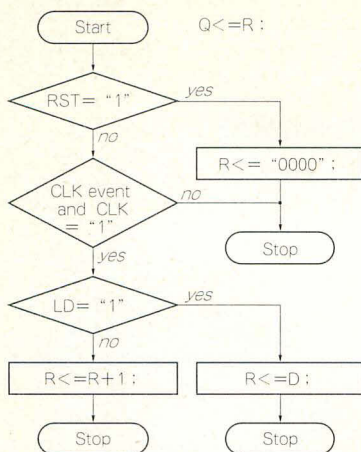 Start
Q<=R :
RST= “1”
yes
no
R<= “0000” ;
CLK event
and CLK
= “1”
no
Stop
yes
LD= “1”
yes
no
R<=R+1 ;
R<=D ;
Stop
Stop